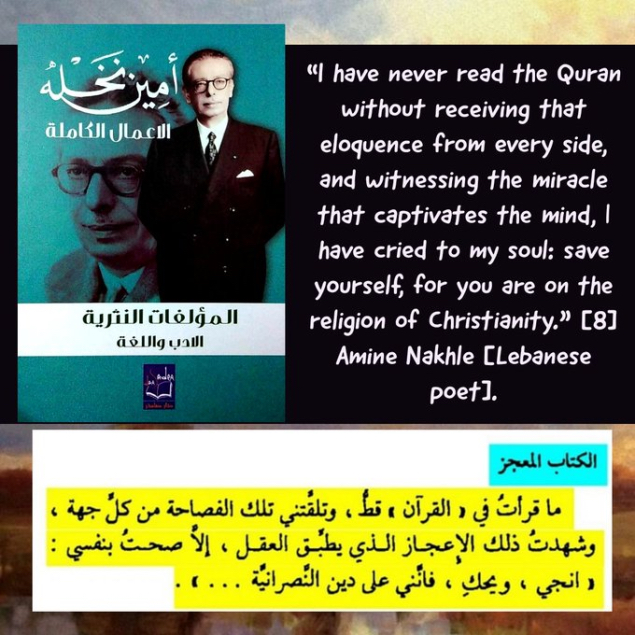 أمين نخله
الاعمال الكاملة
المؤلفات النثرية
الادب واللغة
"I have never read the Quran
without receiving that
eloquence from every side,
and witnessing the miracle
that captivates the mind, I
have cried to my soul: save
yourself, for you are on the
religion of Christianity." [8]
Amine Nakhle [Lebanese
poet].
الكتاب المعجز
ما قرأتُ في « القرآن » قطُّ ، وتلقَّتني تلك الفصاحة من كلِّ جهة ،
وشهدتُ ذلك الإعجاز الذي يطبِّق العقل ، إلاَّ صحتُ بنفسي :
« انجي ، ويحكِ ، فانَّني على دين النَّصرانيَّة ... » .